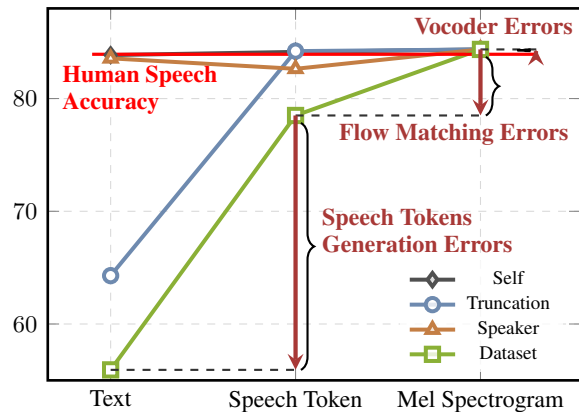 Vocoder Errors
Human Speech
Accuracy
80
Flow Matching Errors
70
Speech Tokens
Generation Errors
Self
Truncation
60
Speaker
Dataset
Text
Speech Token
Mel Spectrogram